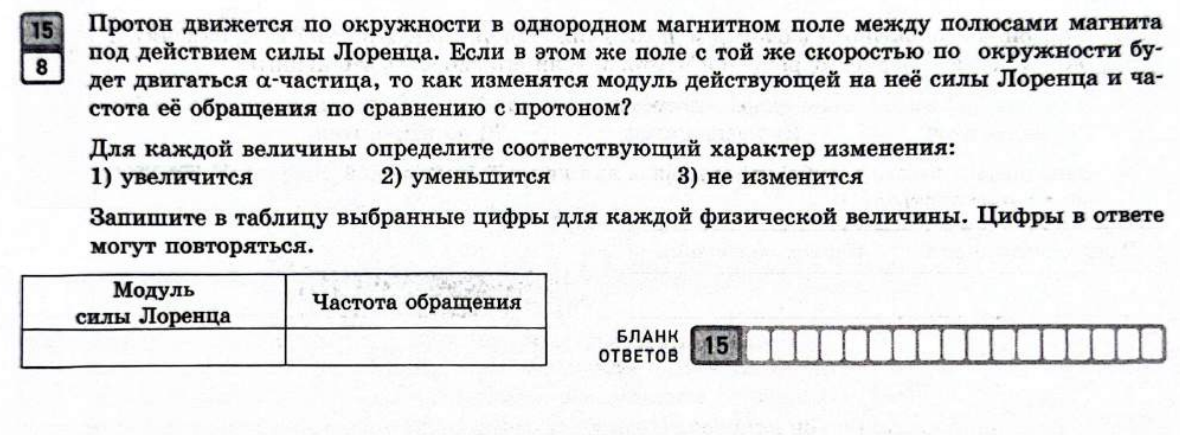 15
8
Протон движется по окружности в однородном магнитном поле между полюсами магнита
под действием силы Лоренца. Если в этом же поле с той же скоростью по окружности бу-
дет двигаться α-частица, то как изменятся модуль действующей на неё силы Лоренца и ча-
стота её обращения по сравнению с протоном?
Для каждой величины определите соответствующий характер изменения:
1) увеличится 2) уменьшится 3) не изменится
Запишите в таблицу выбранные цифры для каждой физической величины. Цифры в ответе
могут повторяться.
Модуль
силы Лоренца
Частота обращения
БЛАНК
ОТВЕТОВ
15